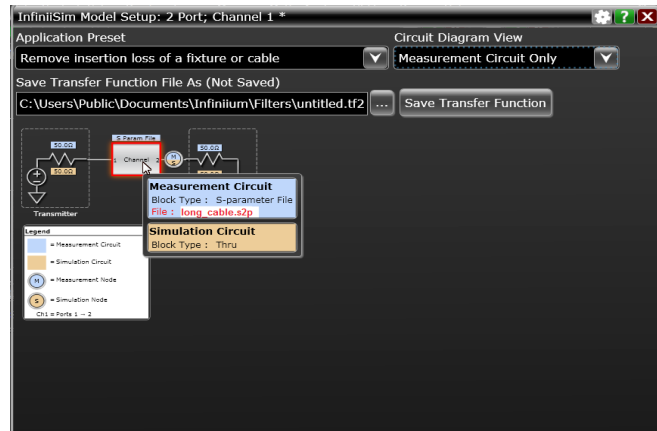 InfiniiSim Model Setup: 2 Port; Channel 1 *
?
X
Application Preset
Circuit Diagram View
Remove insertion loss of a fixture or cable
Measurement Circuit Only
Save Transfer Function File As (Not Saved)
C:\Users\Public\Documents\Infiniium\Filters\untitled.tf2
...
Save Transfer Function
S Param File
50.0Ω
50.0Ω
1 Channel 2
M
S
50.0Ω
Transmitter
Measurement Circuit
Block Type : S-parameter File
File : long_cable.s2p
Simulation Circuit
Block Type : Thru
Legend
= Measurement Circuit
= Simulation Circuit
M = Measurement Node
S = Simulation Node
Ch1 = Ports 1 → 2